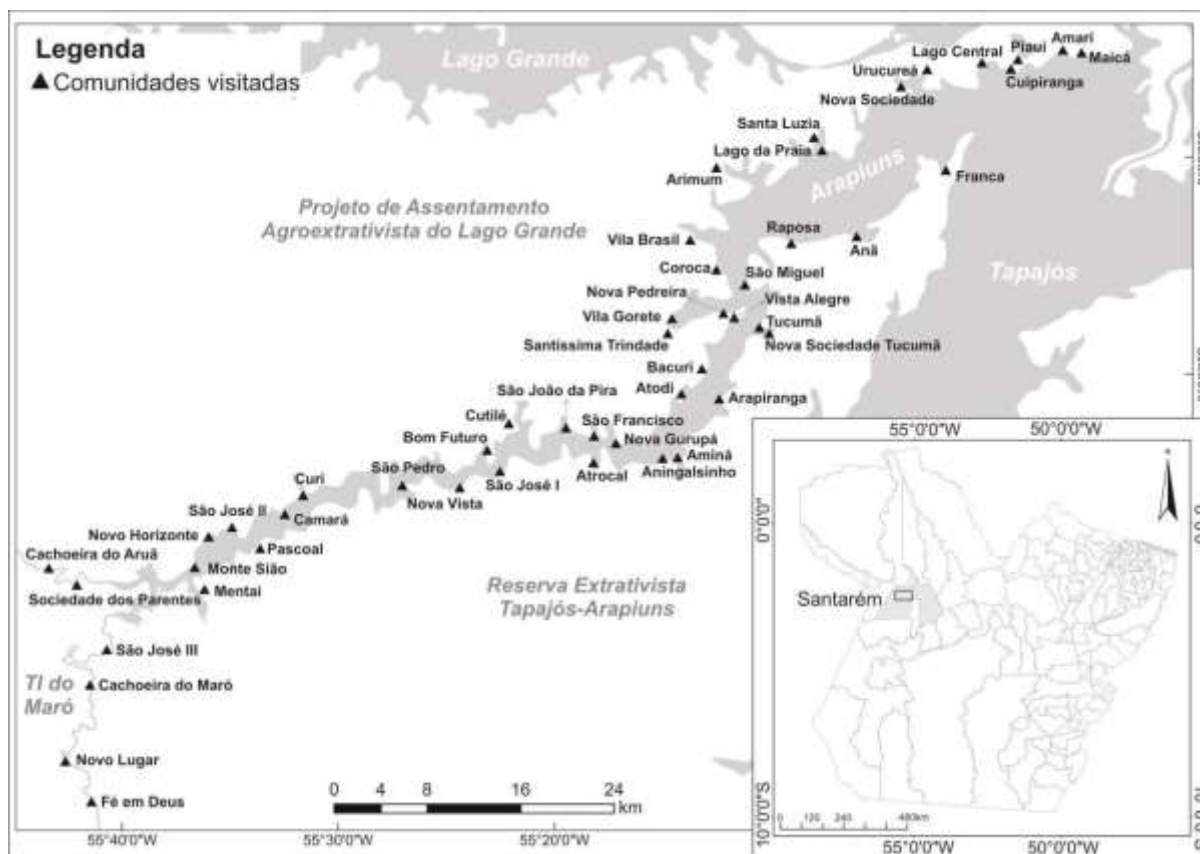 Legenda
Comunidades visitadas
Lago Grande
Amari
Piauí
Lago Central
Maicá
Urucureá
Cuipiranga
Nova Sociedade
Santa Luzia
Lago da Praia
Arapiuns
Arimum
Franca
Projeto de Assentamento
Agroextrativista do Lago Grande
Raposa
Vila Brasil
Anã
Coroca
São Miguel
Tapajós
Nova Pedreira
Vista Alegre
Vila Gorete
Tucumã
Santíssima Trindade
Nova Sociedade Tucumã
Bacuri
Atodi
São João da Pira
Arapiranga
Cutilé
São Francisco
Bom Futuro
Nova Gurupá
Aminã
São Pedro
Atrocal
Aningalsinho
São José I
Curi
Nova Vista
São José II
Camará
Novo Horizonte
Pascoal
Cachoeira do Aruã
Monte Sião
Sociedade dos Parentes
Mentai
Reserva Extrativista
Tapajós-Arapiuns
São José III
TI do
Maró
Cachoeira do Maró
Novo Lugar
Fé em Deus
0 4 8 16 24
km
55°40'0"W 55°30'0"W 55°20'0"W
55°0'0"W 50°0'0"W
0°0'0"
Santarém
10°0'0"S
0 120 240 480km
55°0'0"W 50°0'0"W